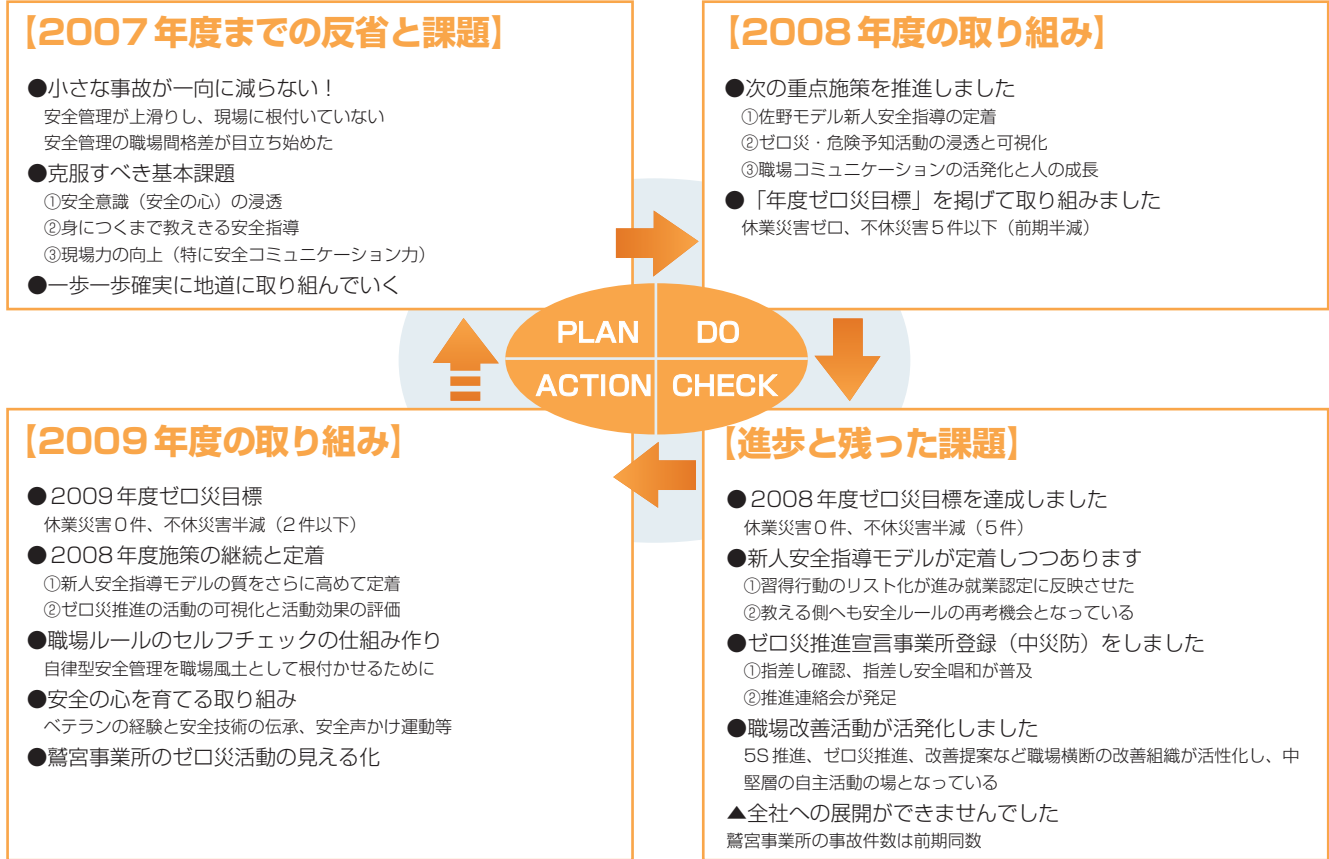 【2007年度までの反省と課題】
●小さな事故が一向に減らない！
安全管理が上滑りし、現場に根付いていない
安全管理の職場間格差が目立ち始めた
●克服すべき基本課題
①安全意識（安全の心）の浸透
②身につくまで教えきる安全指導
③現場力の向上（特に安全コミュニケーション力）
●一歩一歩確実に地道に取り組んでいく
【2008年度の取り組み】
●次の重点施策を推進しました
①佐野モデル新人安全指導の定着
②ゼロ災・危険予知活動の浸透と可視化
③職場コミュニケーションの活発化と人の成長
●「年度ゼロ災目標」を掲げて取り組みました
休業災害ゼロ、不休災害5件以下（前期半減）
PLAN
DO
ACTION
CHECK
【2009年度の取り組み】
●2009年度ゼロ災目標
休業災害0件、不休災害半減（2件以下）
●2008年度施策の継続と定着
①新人安全指導モデルの質をさらに高めて定着
②ゼロ災推進の活動の可視化と活動効果の評価
●職場ルールのセルフチェックの仕組み作り
自律型安全管理を職場風土として根付かせるために
●安全の心を育てる取り組み
ベテランの経験と安全技術の伝承、安全声かけ運動等
●鷲宮事業所のゼロ災活動の見える化
【進歩と残った課題】
●2008年度ゼロ災目標を達成しました
休業災害0件、不休災害半減（5件）
●新人安全指導モデルが定着しつつあります
①習得行動のリスト化が進み就業認定に反映させた
②教える側へも安全ルールの再考機会となっている
●ゼロ災推進宣言事業所登録（中災防）をしました
①指差し確認、指差し安全唱和が普及
②推進連絡会が発足
●職場改善活動が活発化しました
5S推進、ゼロ災推進、改善提案など職場横断の改善組織が活性化し、中
堅層の自主活動の場となっている
▲全社への展開ができませんでした
鷲宮事業所の事故件数は前期同数